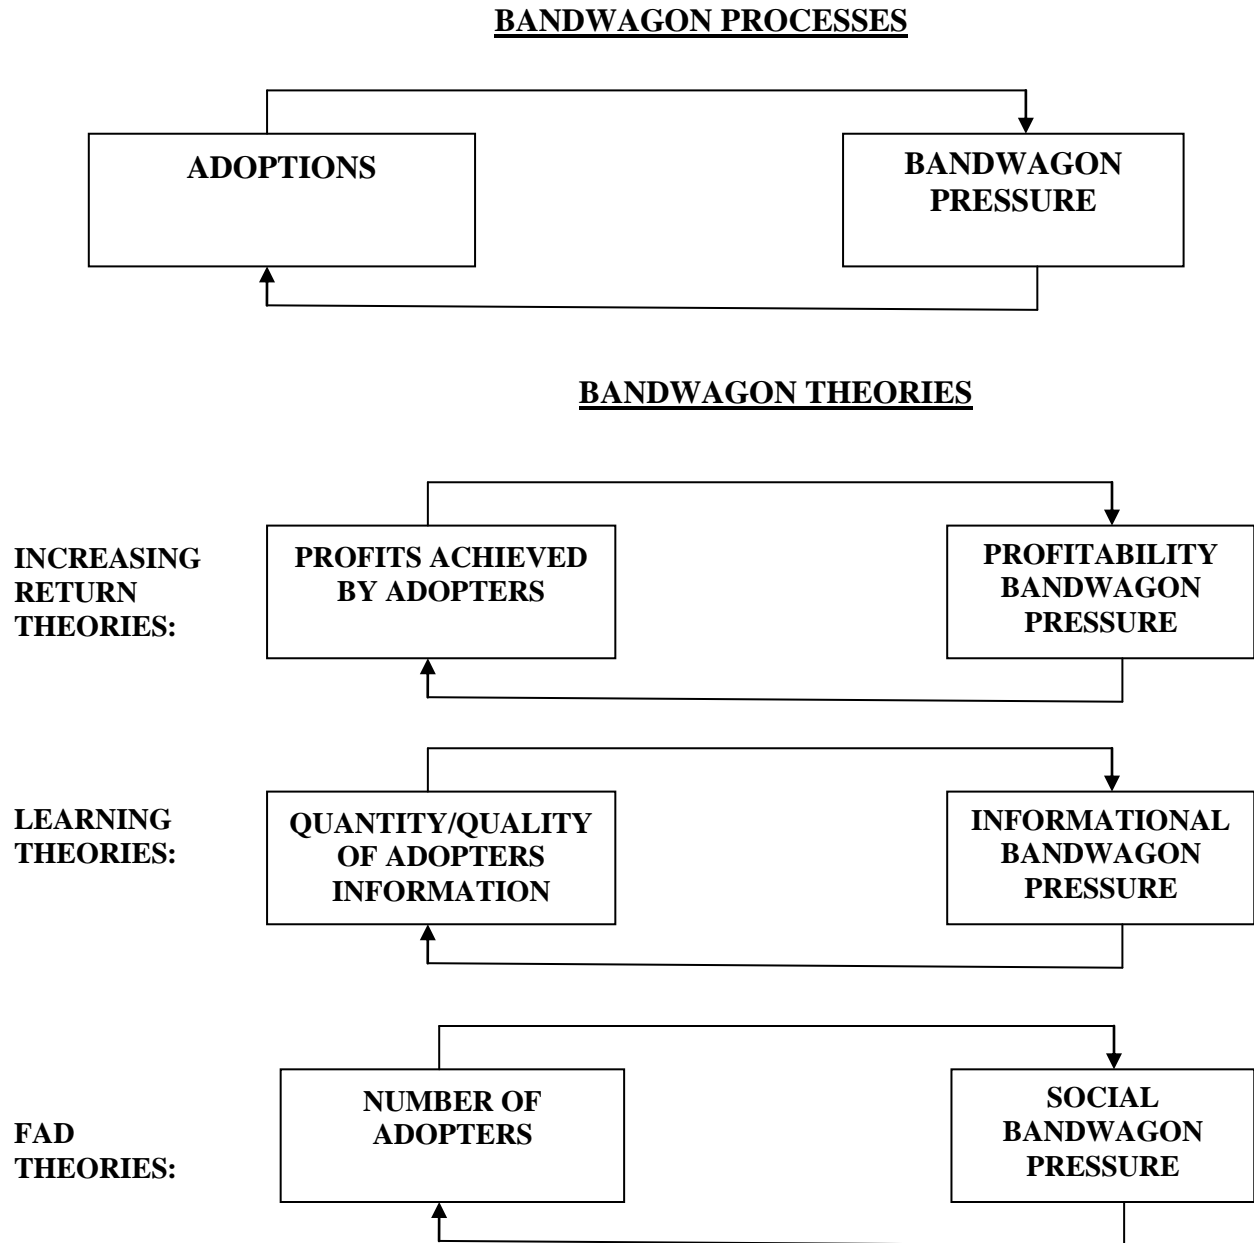 BANDWAGON PROCESSES
ADOPTIONS
BANDWAGON
PRESSURE
BANDWAGON THEORIES
INCREASING
RETURN
THEORIES:
PROFITS ACHIEVED
BY ADOPTERS
PROFITABILITY
BANDWAGON
PRESSURE
LEARNING
THEORIES:
QUANTITY/QUALITY
OF ADOPTERS
INFORMATION
INFORMATIONAL
BANDWAGON
PRESSURE
FAD
THEORIES:
NUMBER OF
ADOPTERS
SOCIAL
BANDWAGON
PRESSURE